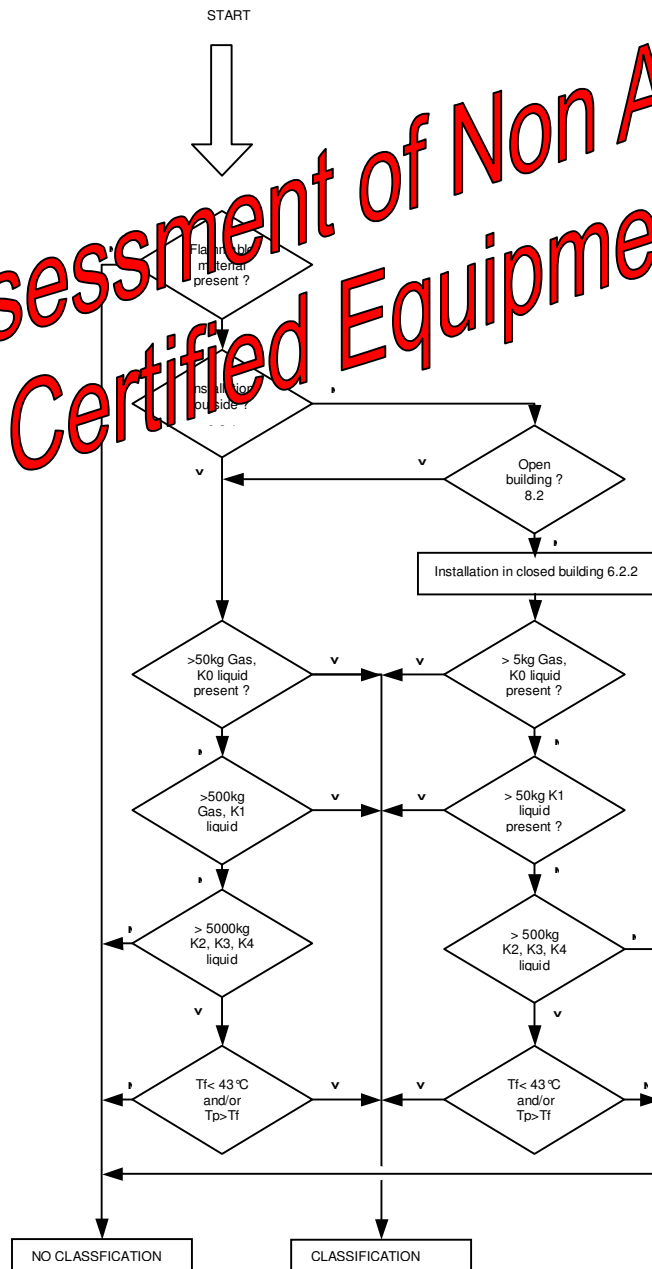 START
sessment of Non A
Certified Equipme
Flammable
material
present ?
Installation
outside ?
Open
building ?
8.2
Installation in closed building 6.2.2
>50kg Gas,
K0 liquid
present ?
> 5kg Gas,
K0 liquid
present ?
>500kg
Gas, K1
liquid
> 50kg K1
liquid
present ?
> 5000kg
K2, K3, K4
liquid
> 500kg
K2, K3, K4
liquid
Tf< 43°C
and/or
Tp>Tf
Tf< 43°C
and/or
Tp>Tf
NO CLASSFICATION
CLASSIFICATION